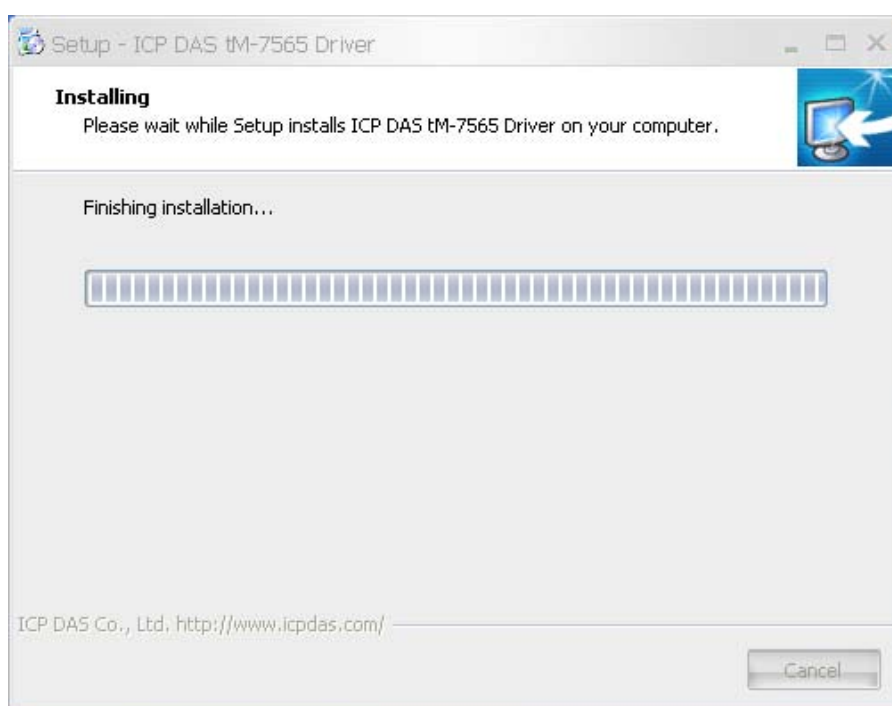 Setup - ICP DAS tM-7565 Driver
Installing
Please wait while Setup installs ICP DAS tM-7565 Driver on your computer.
Finishing installation...
ICP DAS Co., Ltd. http://www.icpdas.com/
Cancel